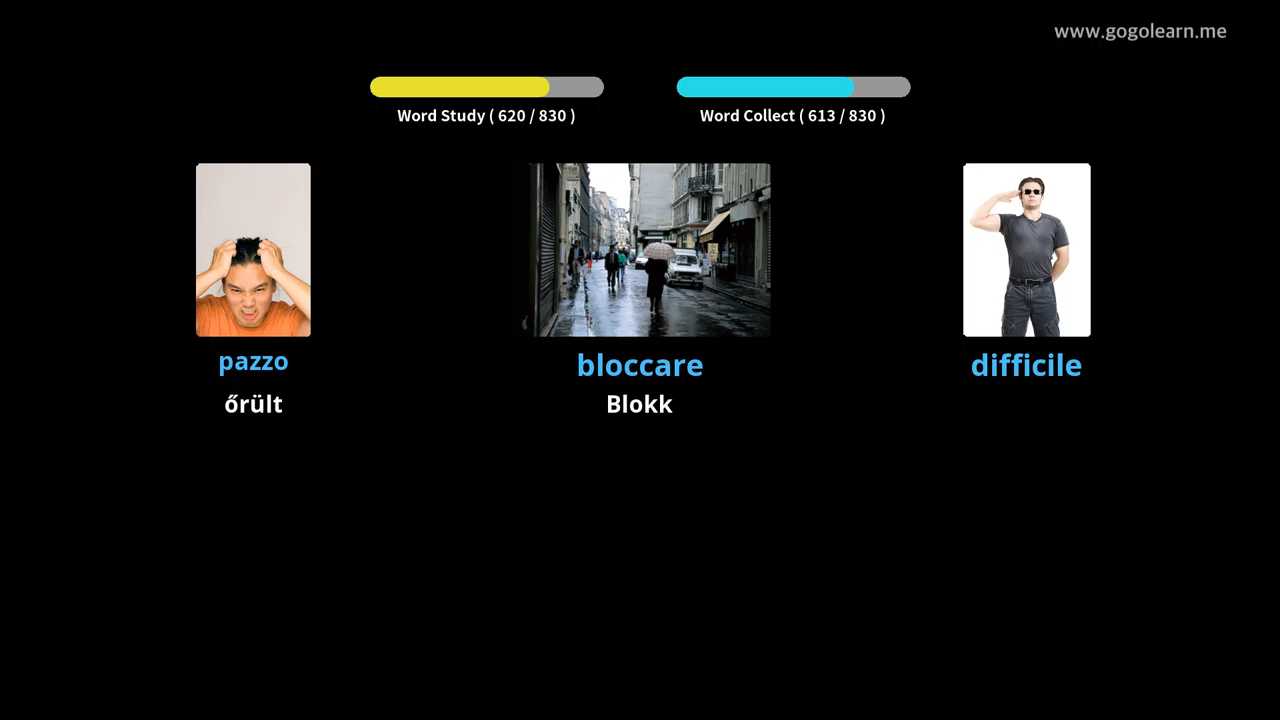 www.gogolearn.me
Word Study ( 620 / 830 )
Word Collect ( 613 / 830 )
pazzo
bloccare
difficile
őrült
Blokk